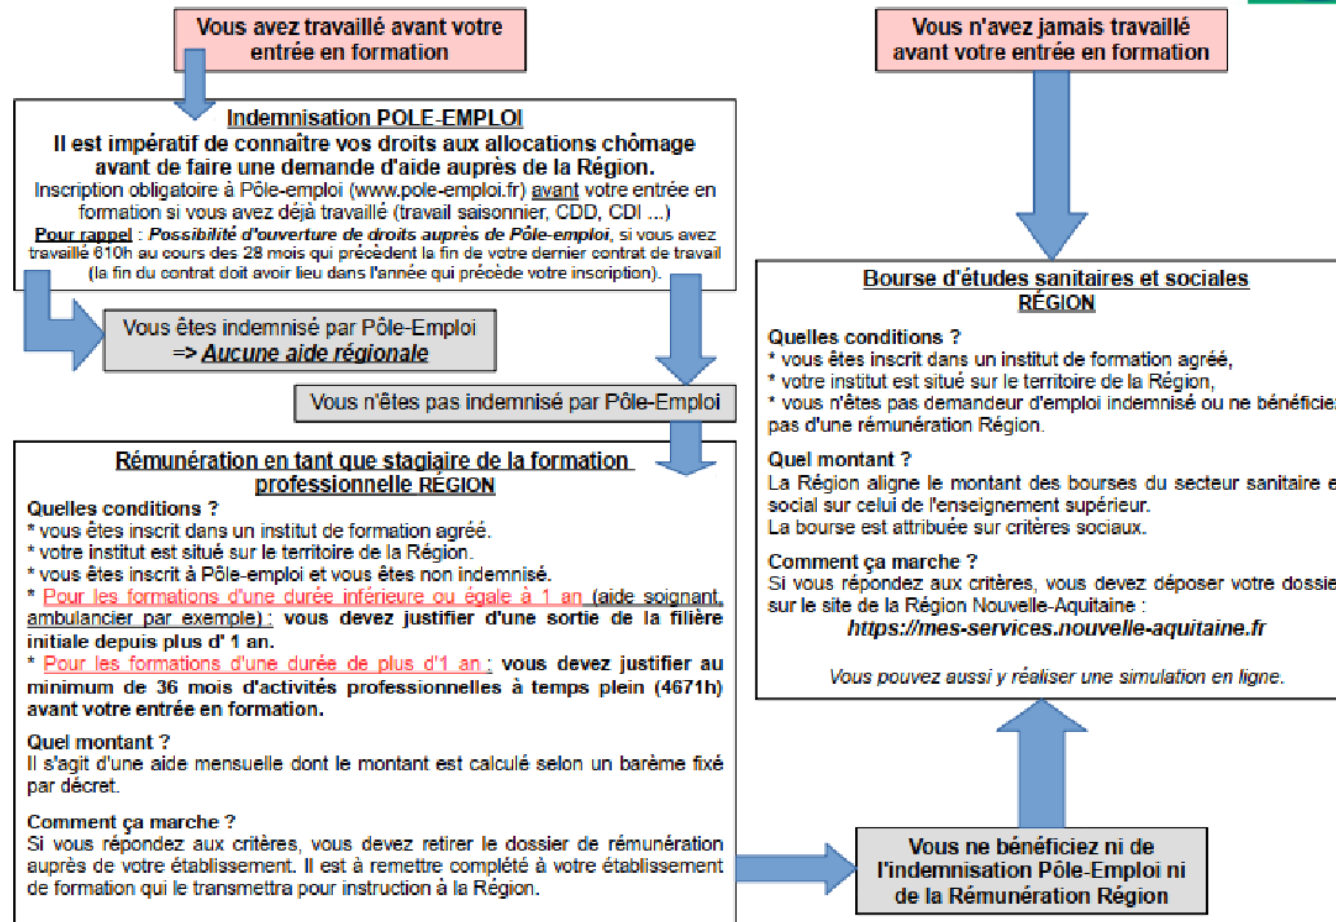 Vous avez travaillé avant votre
entrée en formation
Indemnisation POLE-EMPLOI
Il est impératif de connaître vos droits aux allocations chômage
avant de faire une demande d'aide auprès de la Région.
Inscription obligatoire à Pôle-emploi (www.pole-emploi.fr) avant votre entrée en
formation si vous avez déjà travaillé (travail saisonnier, CDD, CDI ...)
Pour rappel : Possibilité d'ouverture de droits auprès de Pôle-emploi, si vous avez
travaillé 610h au cours des 28 mois qui précèdent la fin de votre dernier contrat de travail
(la fin du contrat doit avoir lieu dans l'année qui précède votre inscription).
Vous êtes indemnisé par Pôle-Emploi
=> Aucune aide régionale
Vous n'êtes pas indemnisé par Pôle-Emploi
Rémunération en tant que stagiaire de la formation
professionnelle RÉGION
Quelles conditions ?
* vous êtes inscrit dans un institut de formation agréé.
* votre institut est situé sur le territoire de la Région.
* vous êtes inscrit à Pôle-emploi et vous êtes non indemnisé.
* Pour les formations d'une durée inférieure ou égale à 1 an (aide soignant,
ambulancier par exemple) : vous devez justifier d'une sortie de la filière
initiale depuis plus d' 1 an.
* Pour les formations d'une durée de plus d'1 an : vous devez justifier au
minimum de 36 mois d'activités professionnelles à temps plein (4671h)
avant votre entrée en formation.
Quel montant ?
Il s'agit d'une aide mensuelle dont le montant est calculé selon un barème fixé
par décret.
Comment ça marche ?
Si vous répondez aux critères, vous devez retirer le dossier de rémunération
auprès de votre établissement. Il est à remettre complété à votre établissement
de formation qui le transmettra pour instruction à la Région.
Vous n'avez jamais travaillé
avant votre entrée en formation
Bourse d'études sanitaires et sociales
RÉGION
Quelles conditions ?
* vous êtes inscrit dans un institut de formation agréé,
* votre institut est situé sur le territoire de la Région,
* vous n'êtes pas demandeur d'emploi indemnisé ou ne bénéficiez
pas d'une rémunération Région.
Quel montant ?
La Région aligne le montant des bourses du secteur sanitaire e
social sur celui de l'enseignement supérieur.
La bourse est attribuée sur critères sociaux.
Comment ça marche ?
Si vous répondez aux critères, vous devez déposer votre dossie
sur le site de la Région Nouvelle-Aquitaine :
https://mes-services.nouvelle-aquitaine.fr
Vous pouvez aussi y réaliser une simulation en ligne.
Vous ne bénéficiez ni de
l'indemnisation Pôle-Emploi ni
de la Rémunération Région